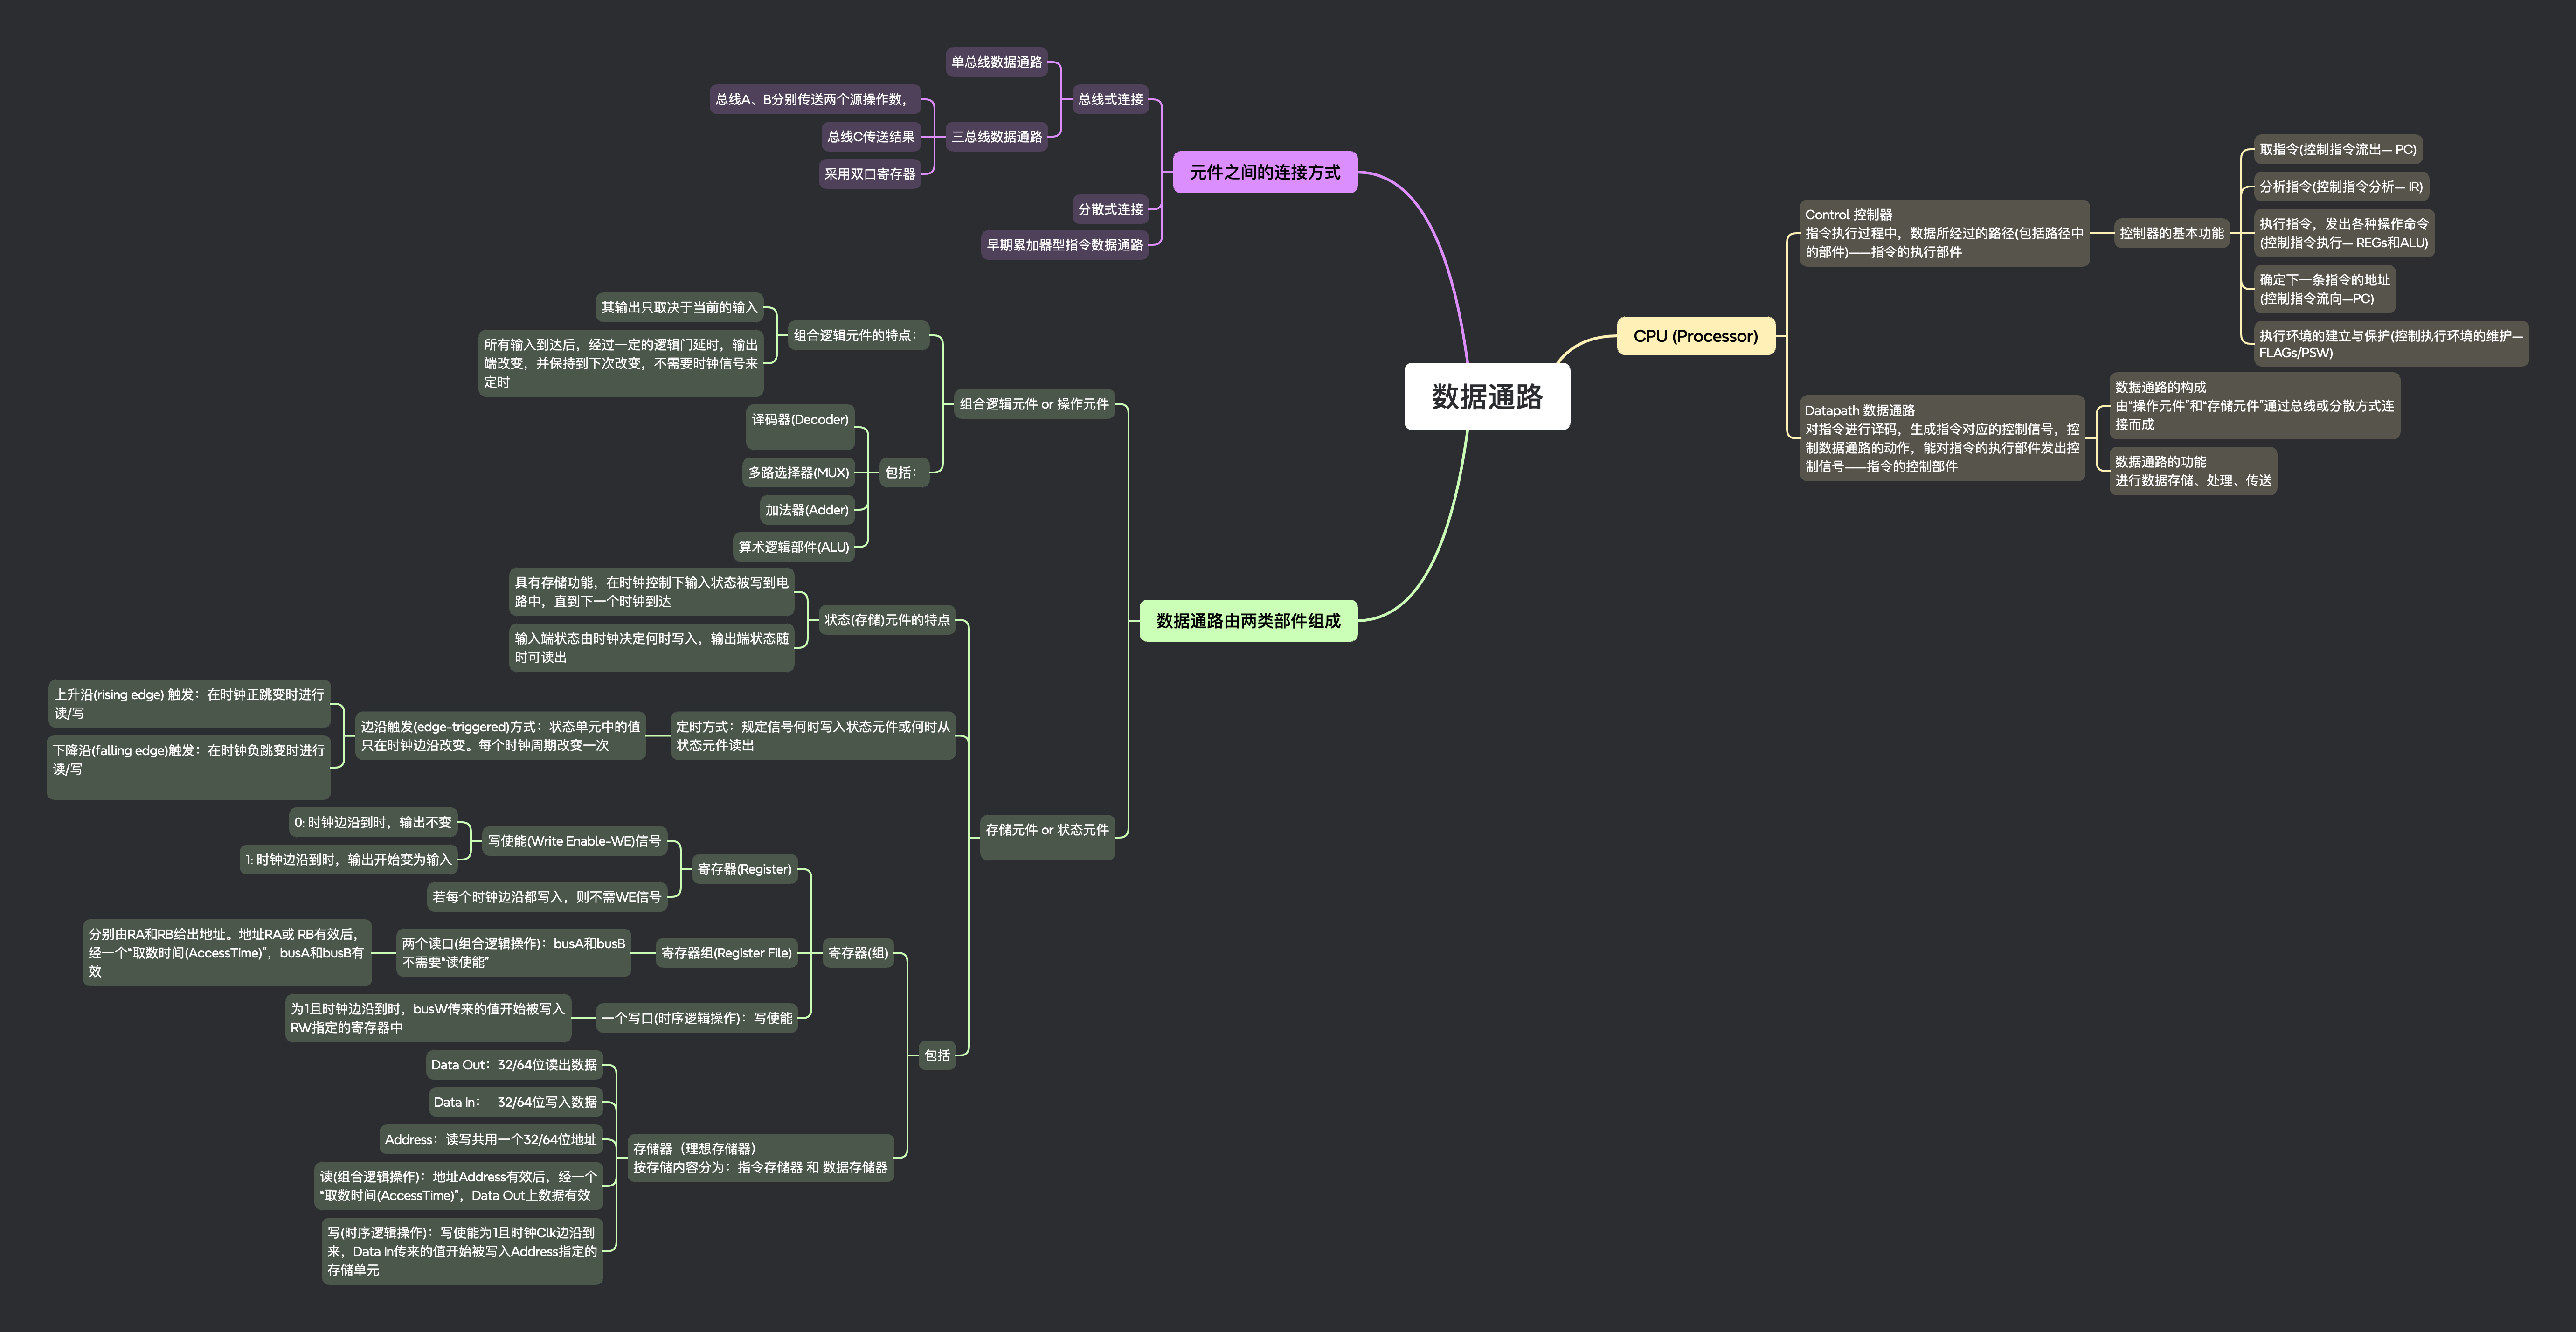 数据通路
CPU (Processor)
Control 控制器
指令执行过程中，数据所经过的路径(包括路径中
的部件)——指令的执行部件
控制器的基本功能
取指令(控制指令流出— PC)
分析指令(控制指令分析— IR)
执行指令，发出各种操作命令
(控制指令执行— REGs和ALU)
确定下一条指令的地址
(控制指令流向—PC)
执行环境的建立与保护(控制执行环境的维护—
FLAGs/PSW)
Datapath 数据通路
对指令进行译码，生成指令对应的控制信号，控
制数据通路的动作，能对指令的执行部件发出控
制信号——指令的控制部件
数据通路的构成
由“操作元件”和“存储元件”通过总线或分散方式连
接而成
数据通路的功能
进行数据存储、处理、传送
元件之间的连接方式
总线式连接
单总线数据通路
三总线数据通路
总线A、B分别传送两个源操作数，
总线C传送结果
采用双口寄存器
分散式连接
早期累加器型指令数据通路
数据通路由两类部件组成
组合逻辑元件 or 操作元件
组合逻辑元件的特点：
其输出只取决于当前的输入
所有输入到达后，经过一定的逻辑门延时，输出
端改变，并保持到下次改变，不需要时钟信号来
定时
包括：
译码器(Decoder)
多路选择器(MUX)
加法器(Adder)
算术逻辑部件(ALU)
存储元件 or 状态元件
状态(存储)元件的特点
具有存储功能，在时钟控制下输入状态被写到电
路中，直到下一个时钟到达
输入端状态由时钟决定何时写入，输出端状态随
时可读出
定时方式：规定信号何时写入状态元件或何时从
状态元件读出
边沿触发(edge-triggered)方式：状态单元中的值
只在时钟边沿改变。每个时钟周期改变一次
上升沿(rising edge) 触发：在时钟正跳变时进行
读/写
下降沿(falling edge)触发：在时钟负跳变时进行
读/写
包括
寄存器(组)
寄存器(Register)
写使能(Write Enable-WE)信号
0: 时钟边沿到时，输出不变
1: 时钟边沿到时，输出开始变为输入
若每个时钟边沿都写入，则不需WE信号
寄存器组(Register File)
两个读口(组合逻辑操作)：busA和busB
不需要“读使能”
分别由RA和RB给出地址。地址RA或 RB有效后，
经一个“取数时间(AccessTime)”，busA和busB有
效
一个写口(时序逻辑操作)：写使能
为1且时钟边沿到时，busW传来的值开始被写入
RW指定的寄存器中
存储器（理想存储器）
按存储内容分为：指令存储器 和 数据存储器
Data Out：32/64位读出数据
Data In：　32/64位写入数据
Address：读写共用一个32/64位地址
读(组合逻辑操作)：地址Address有效后，经一个
“取数时间(AccessTime)”，Data Out上数据有效
写(时序逻辑操作)：写使能为1且时钟Clk边沿到
来，Data In传来的值开始被写入Address指定的
存储单元